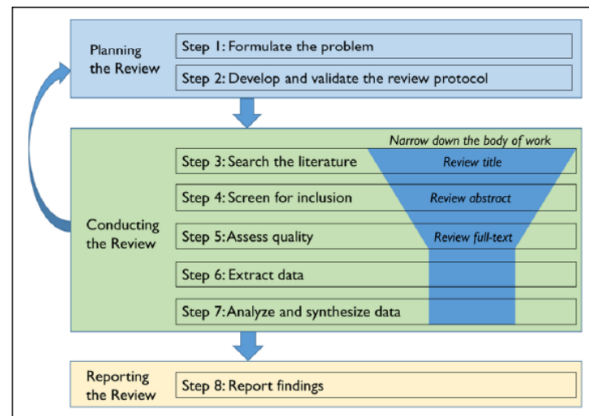 Planning
the Review
Step 1: Formulate the problem
Step 2: Develop and validate the review protocol
Narrow down the body of work
Conducting
the Review
Step 3: Search the literature
Review title
Step 4: Screen for inclusion
Review abstract
Step 5: Assess quality
Review full-text
Step 6: Extract data
Step 7: Analyze and synthesize data
Reporting
the Review
Step 8: Report findings